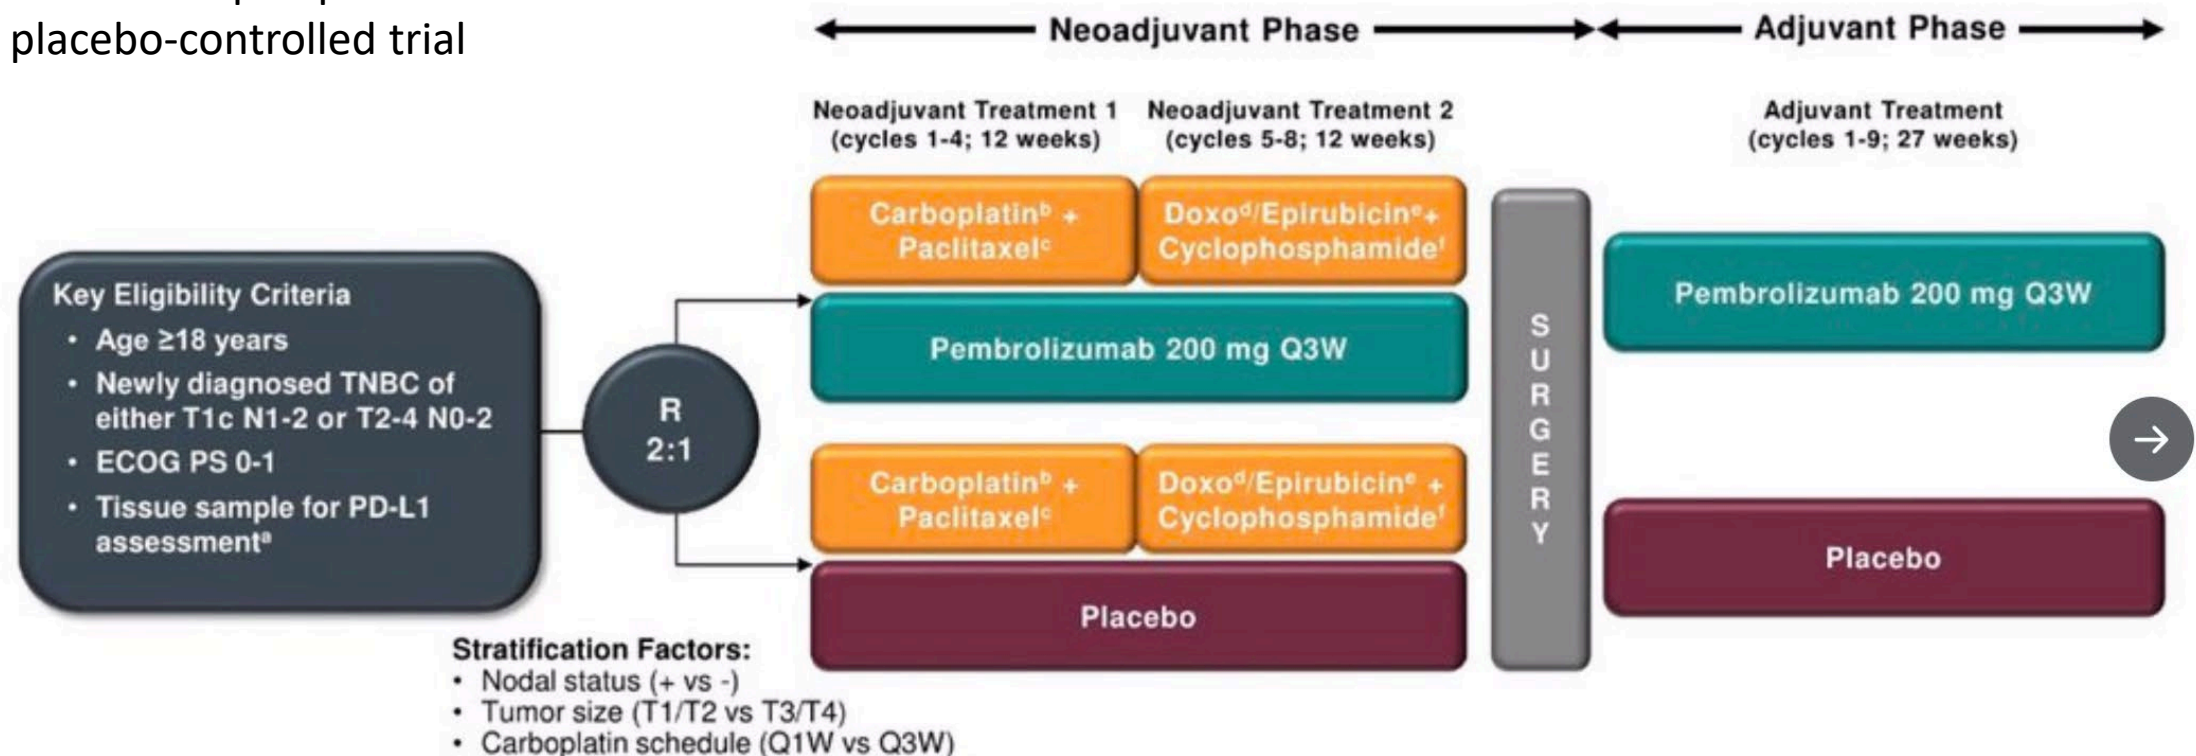 placebo-controlled trial
Neoadjuvant Phase
Adjuvant Phase
Neoadjuvant Treatment 1
(cycles 1-4; 12 weeks)
Neoadjuvant Treatment 2
(cycles 5-8; 12 weeks)
Adjuvant Treatment
(cycles 1-9; 27 weeks)
Key Eligibility Criteria
• Age ≥18 years
• Newly diagnosed TNBC of
either T1c N1-2 or T2-4 N0-2
• ECOG PS 0-1
• Tissue sample for PD-L1
assessmentᵃ
R
2:1
Carboplatinᵇ +
Paclitaxelᶜ
Doxoᵈ/Epirubicinᵉ+
Cyclophosphamideᶠ
Pembrolizumab 200 mg Q3W
Carboplatinᵇ +
Paclitaxelᶜ
Doxoᵈ/Epirubicinᵉ +
Cyclophosphamideᶠ
Placebo
SURGERY
Pembrolizumab 200 mg Q3W
Placebo
Stratification Factors:
• Nodal status (+ vs -)
• Tumor size (T1/T2 vs T3/T4)
• Carboplatin schedule (Q1W vs Q3W)